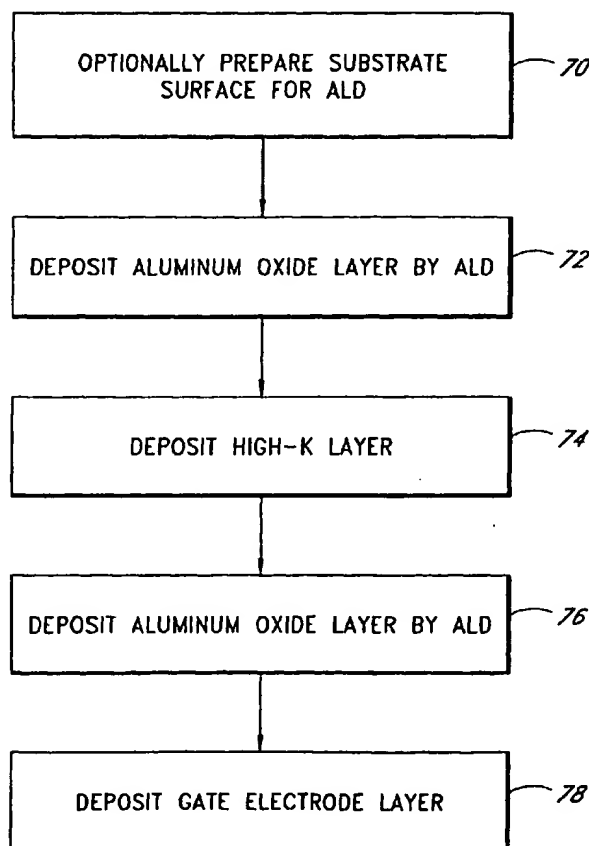 OPTIONALLY PREPARE SUBSTRATE
SURFACE FOR ALD
70
DEPOSIT ALUMINUM OXIDE LAYER BY ALD
72
DEPOSIT HIGH-K LAYER
74
DEPOSIT ALUMINUM OXIDE LAYER BY ALD
76
DEPOSIT GATE ELECTRODE LAYER
78